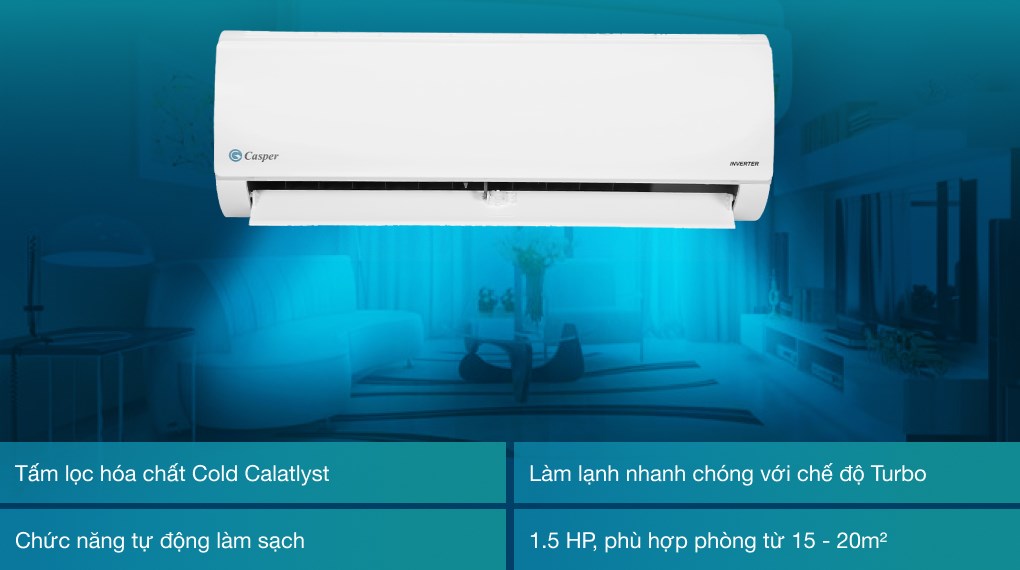 Casper
INVERTER
Tấm lọc hóa chất Cold Calatlyst
Làm lạnh nhanh chóng với chế độ Turbo
Chức năng tự động làm sạch
1.5 HP, phù hợp phòng từ 15 - 20m²